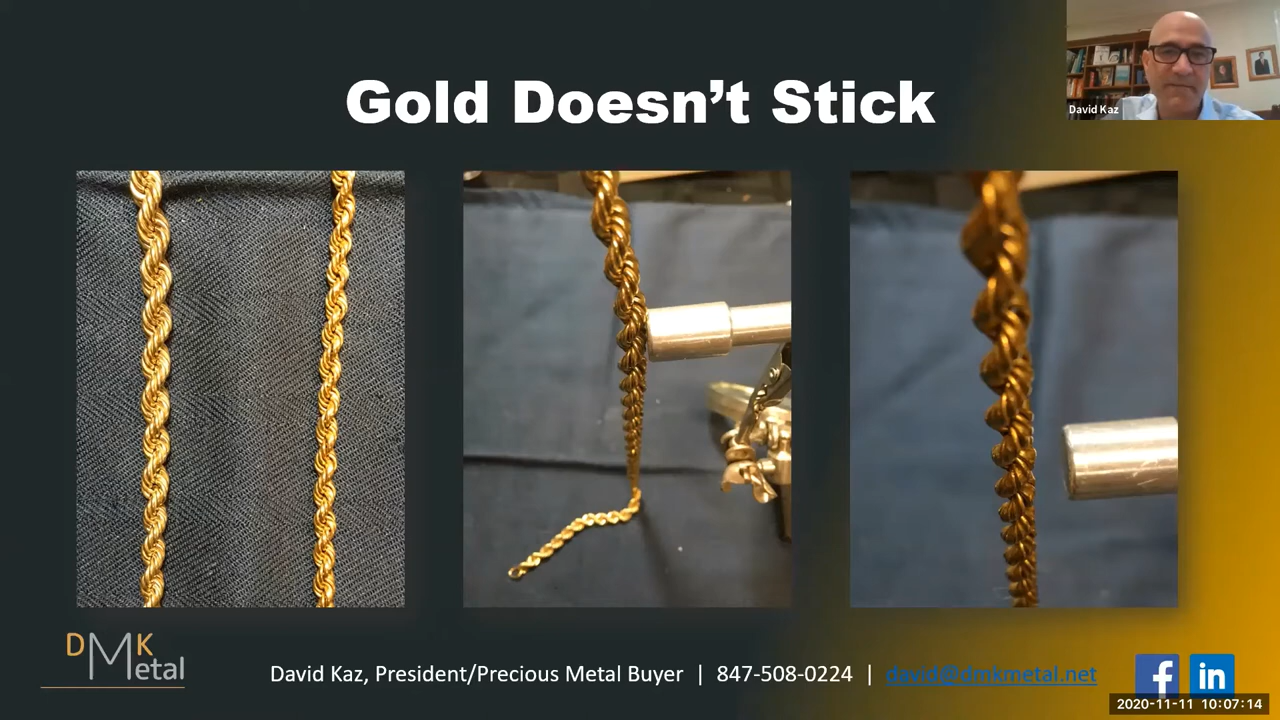 Gold Doesn't Stick
David Kaz
DMK
etal
David Kaz, President/Precious Metal Buyer | 847-508-0224 | david@dmkmetal.net
f in
2020-11-11 10:07:14